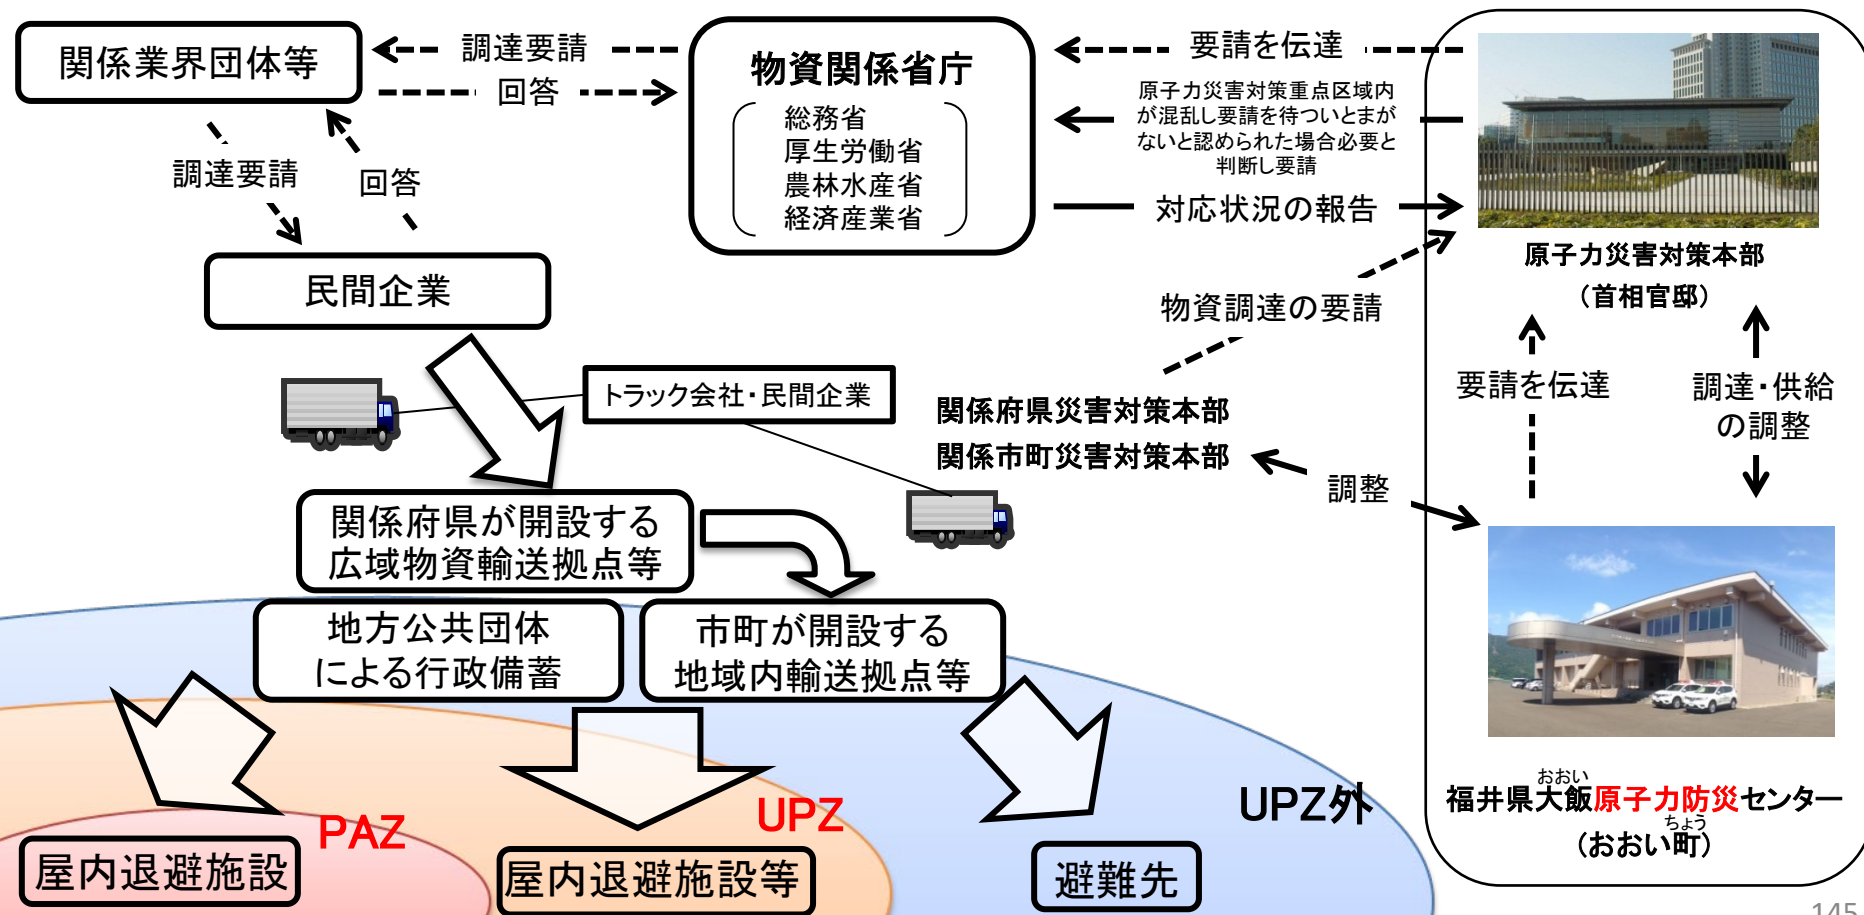 関係業界団体等
調達要請
回答
物資関係省庁
総務省
厚生労働省
農林水産省
経済産業省
要請を伝達
原子力災害対策重点区域内
が混乱し要請を待ついとまが
ないと認められた場合必要と
判断し要請
対応状況の報告
原子力災害対策本部
（首相官邸）
調達要請
回答
民間企業
物資調達の要請
要請を伝達
調達・供給
の調整
トラック会社・民間企業
関係府県災害対策本部
関係市町災害対策本部
調整
関係府県が開設する
広域物資輸送拠点等
地方公共団体
による行政備蓄
市町が開設する
地域内輸送拠点等
おおい
福井県大飯原子力防災センター
ちょう
（おおい町）
PAZ
UPZ
UPZ外
屋内退避施設
屋内退避施設等
避難先
145